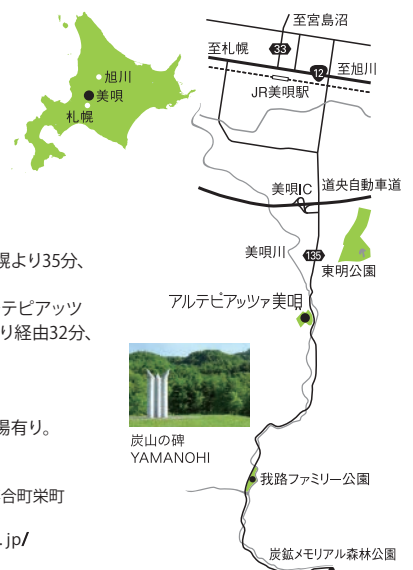 旭川
美唄
札幌
至宮島沼
至札幌
33
12
至旭川
JR美唄駅
美唄IC
道央自動車道
美唄川
135
東明公園
アルテピアッツァ美唄
幌より35分、
テピアッツ
り経由32分、
場有り。
合町栄町
.jp/
炭山の碑
YAMANOHI
我路ファミリー公園
炭鉱メモリアル森林公園